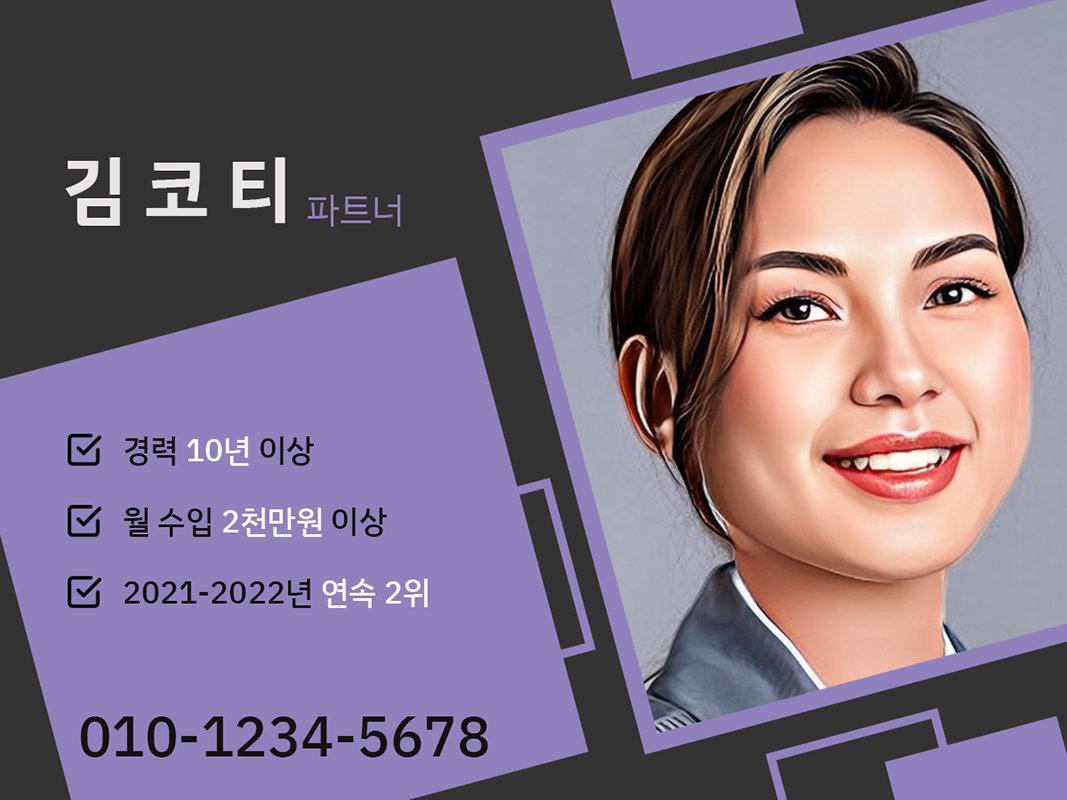 김코티 파트너
경력 10년 이상
월 수입 2천만원 이상
2021-2022년 연속 2위
010-1234-5678